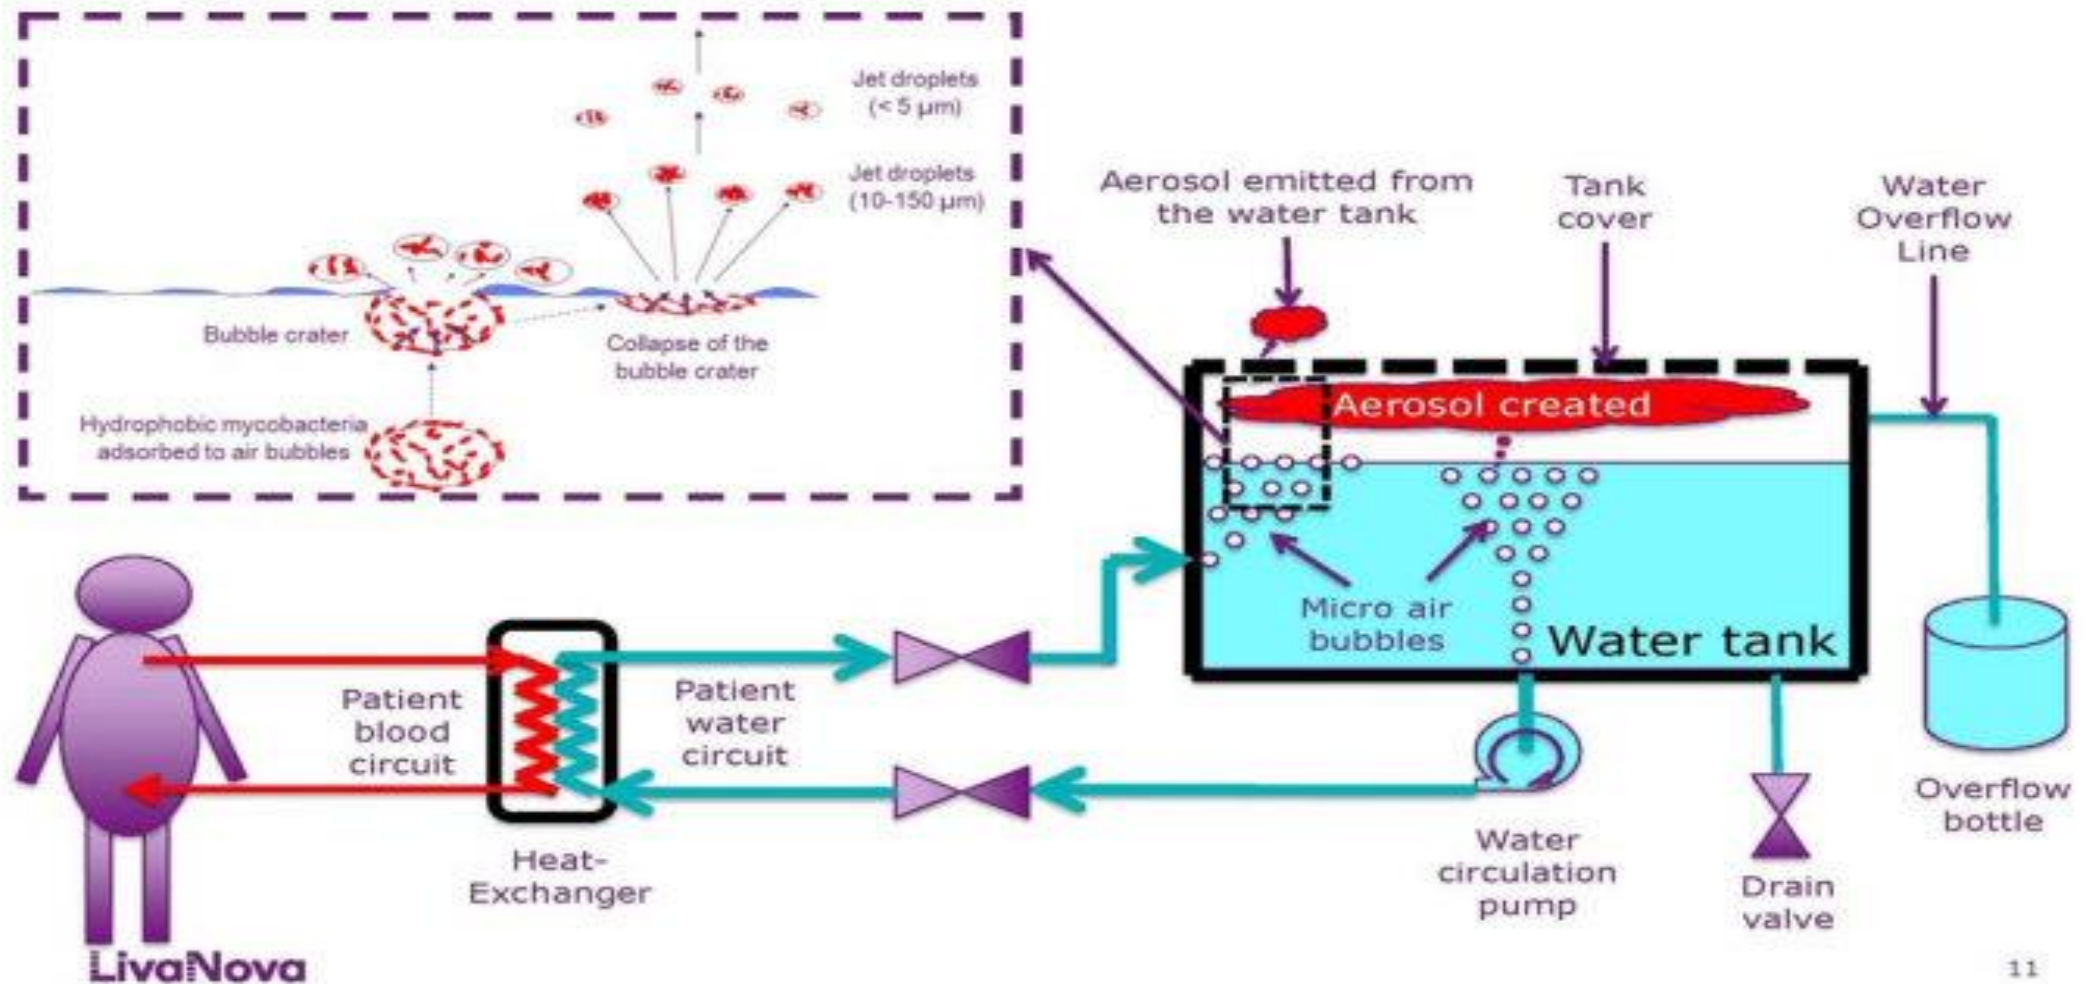 Jet droplets
(< 5 µm)
Jet droplets
(10-150 µm)
Bubble crater
Collapse of the
bubble crater
Hydrophobic mycobacteria
adsorbed to air bubbles
Aerosol emitted from
the water tank
Tank
cover
Water
Overflow
Line
Aerosol created
Micro air
bubbles
Water tank
Patient
blood
circuit
Patient
water
circuit
Heat-
Exchanger
Water
circulation
pump
Drain
valve
Overflow
bottle
LivaNova
11